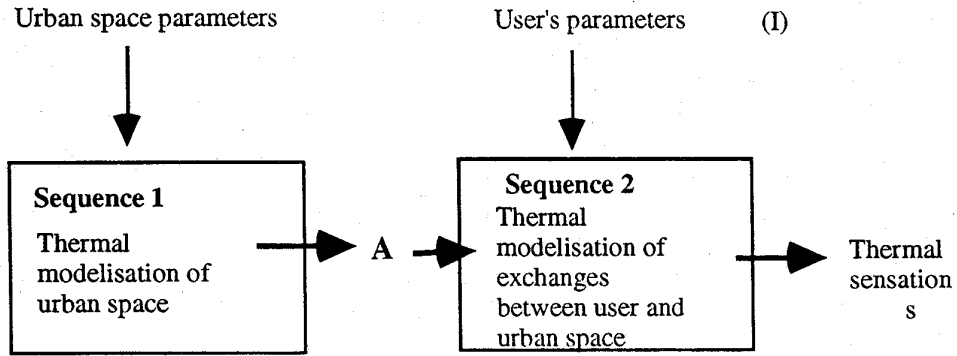 Urban space parameters
User's parameters
(I)
Sequence 1
Thermal
modelisation of
urban space
A
Sequence 2
Thermal
modelisation of
exchanges
between user and
urban space
Thermal
sensation
s